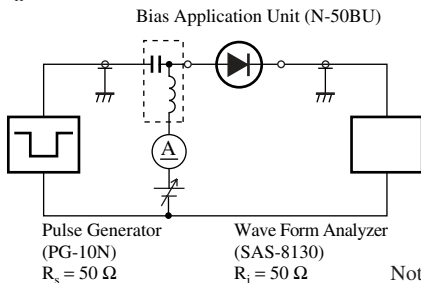 Bias Application Unit (N-50BU)
A
Pulse Generator
(PG-10N)
Rs = 50 Ω
Wave Form Analyzer
(SAS-8130)
Ri = 50 Ω
Not